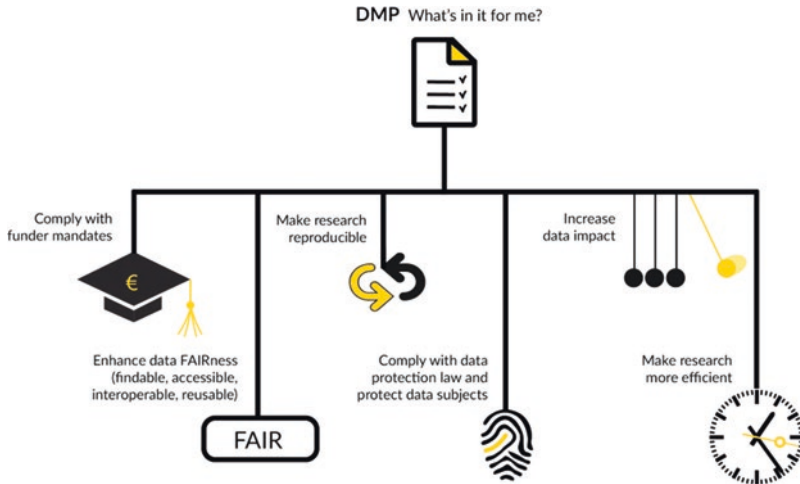 DMP What's in it for me?
Comply with
funder mandates
€
Enhance data FAIRness
(findable, accessible,
interoperable, reusable)
FAIR
Make research
reproducible
Comply with data
protection law and
protect data subjects
Increase
data impact
Make research
more efficient